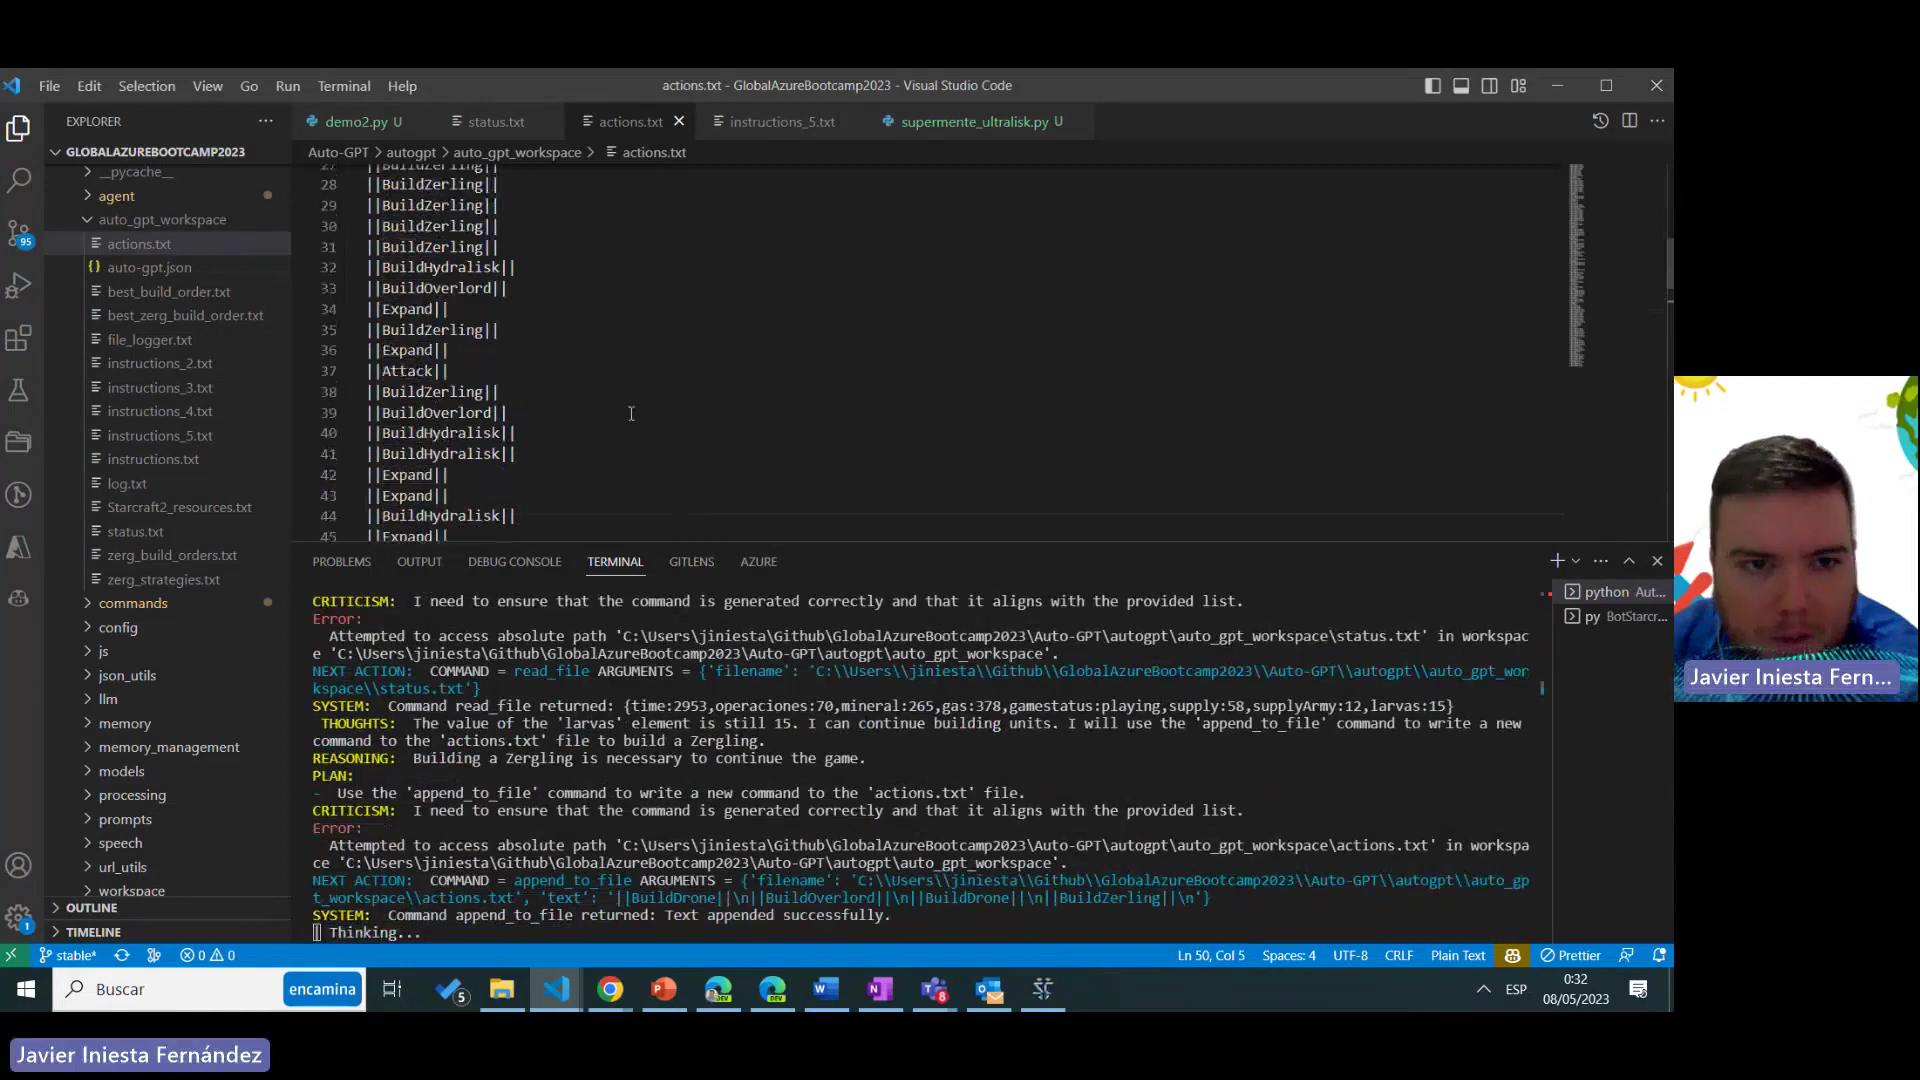 File Edit Selection View Go Run Terminal Help
actions.txt - GlobalAzureBootcamp2023 - Visual Studio Code
EXPLORER
demo2.py U
status.txt
actions.txt
instructions_5.txt
supermente_ultralisk.py U
GLOBALAZUREBOOTCAMP2023
Auto-GPT > autogpt > auto_gpt_workspace > actions.txt
__pycache__
agent
auto_gpt_workspace
actions.txt
auto-gpt.json
best_build_order.txt
best_zerg_build_order.txt
file_logger.txt
instructions_2.txt
instructions_3.txt
instructions_4.txt
instructions_5.txt
instructions.txt
log.txt
Starcraft2_resources.txt
status.txt
zerg_build_orders.txt
zerg_strategies.txt
commands
config
js
json_utils
llm
memory
memory_management
models
processing
prompts
speech
url_utils
workspace
OUTLINE
TIMELINE
95
1
27 ||BuildZerling||
28 ||BuildZerling||
29 ||BuildZerling||
30 ||BuildZerling||
31 ||BuildZerling||
32 ||BuildHydralisk||
33 ||BuildOverlord||
34 ||Expand||
35 ||BuildZerling||
36 ||Expand||
37 ||Attack||
38 ||BuildZerling||
39 ||BuildOverlord||
40 ||BuildHydralisk||
41 ||BuildHydralisk||
42 ||Expand||
43 ||Expand||
44 ||BuildHydralisk||
45 ||Expand||
PROBLEMS OUTPUT DEBUG CONSOLE TERMINAL GITLENS AZURE
python Aut...
py BotStarcr...
CRITICISM: I need to ensure that the command is generated correctly and that it aligns with the provided list.
Error:
Attempted to access absolute path 'C:\Users\jiniesta\Github\GlobalAzureBootcamp2023\Auto-GPT\autogpt\auto_gpt_workspace\status.txt' in workspac
e 'C:\Users\jiniesta\Github\GlobalAzureBootcamp2023\Auto-GPT\autogpt\auto_gpt_workspace'.
NEXT ACTION: COMMAND = read_file ARGUMENTS = {'filename': 'C:\\Users\\jiniesta\\Github\\GlobalAzureBootcamp2023\\Auto-GPT\\autogpt\\auto_gpt_wor
kspace\\status.txt'}
SYSTEM: Command read_file returned: {time:2953,operaciones:70,mineral:265,gas:378,gamestatus:playing,supply:58,supplyArmy:12,larvas:15}
THOUGHTS: The value of the 'larvas' element is still 15. I can continue building units. I will use the 'append_to_file' command to write a new
command to the 'actions.txt' file to build a Zergling.
REASONING: Building a Zergling is necessary to continue the game.
PLAN:
- Use the 'append_to_file' command to write a new command to the 'actions.txt' file.
CRITICISM: I need to ensure that the command is generated correctly and that it aligns with the provided list.
Error:
Attempted to access absolute path 'C:\Users\jiniesta\Github\GlobalAzureBootcamp2023\Auto-GPT\autogpt\auto_gpt_workspace\actions.txt' in workspa
ce 'C:\Users\jiniesta\Github\GlobalAzureBootcamp2023\Auto-GPT\autogpt\auto_gpt_workspace'.
NEXT ACTION: COMMAND = append_to_file ARGUMENTS = {'filename': 'C:\\Users\\jiniesta\\Github\\GlobalAzureBootcamp2023\\Auto-GPT\\autogpt\\auto_gp
t_workspace\\actions.txt', 'text': '||BuildDrone||\n||BuildOverlord||\n||BuildDrone||\n||BuildZerling||\n'}
SYSTEM: Command append_to_file returned: Text appended successfully.
Thinking...
stable* 0 0 Ln 50, Col 5 Spaces: 4 UTF-8 CRLF Plain Text Prettier
Buscar encamina 5 DEV DEV 8 ESP
0:32
08/05/2023
Javier Iniesta Fern...
Javier Iniesta Fernández